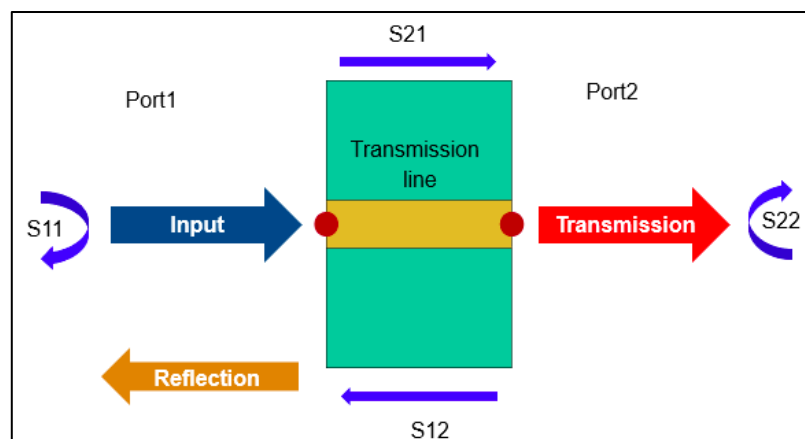 S21
Port1
Port2
Transmission
line
S11
Input
Transmission
S22
Reflection
S12